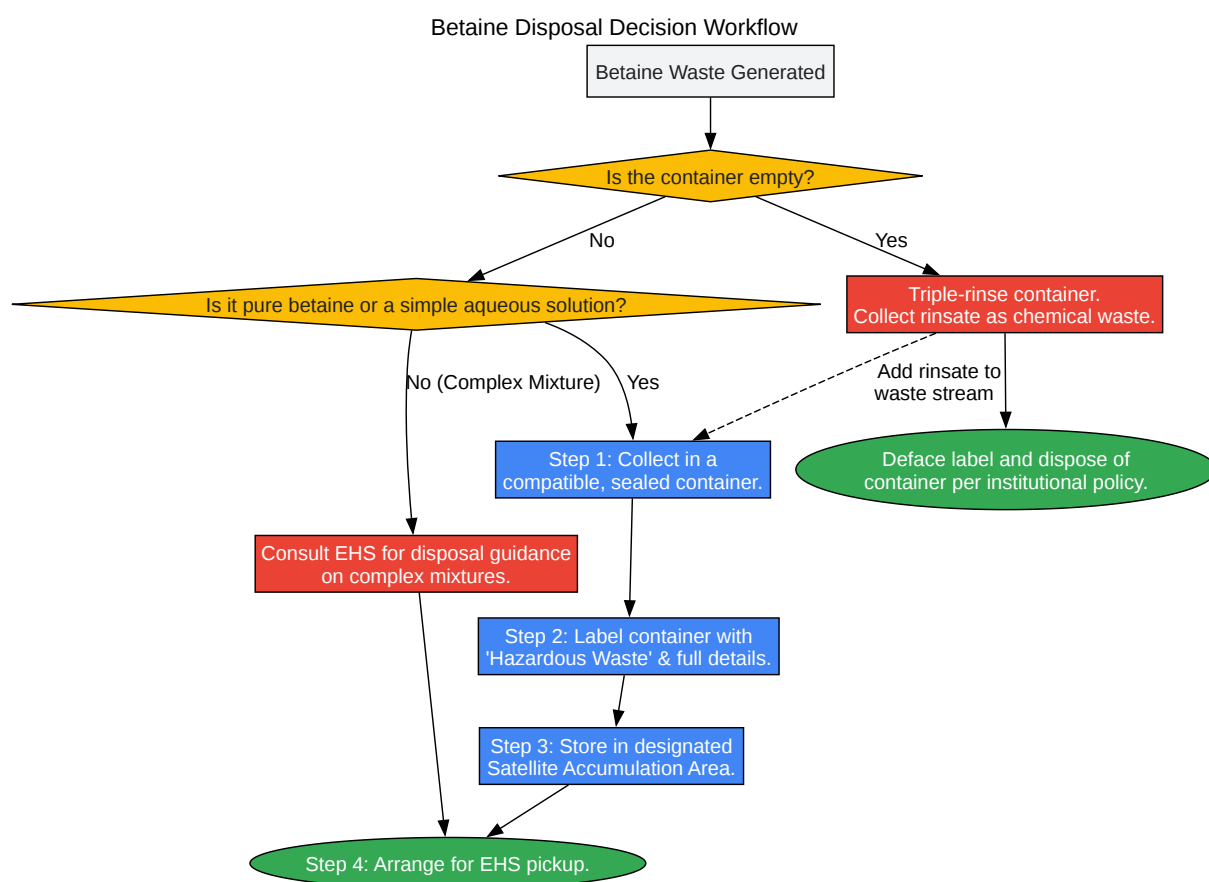 Betaine Disposal Decision Workflow
Betaine Waste Generated
Is the container empty?
No
Yes
Is it pure betaine or a simple aqueous solution?
Triple-rinse container.
Collect rinsate as chemical waste.
No (Complex Mixture)
Yes
Add rinsate to
waste stream
Step 1: Collect in a
compatible, sealed container.
Deface label and dispose of
container per institutional policy.
Consult EHS for disposal guidance
on complex mixtures.
Step 2: Label container with
'Hazardous Waste' & full details.
Step 3: Store in designated
Satellite Accumulation Area.
Step 4: Arrange for EHS pickup.